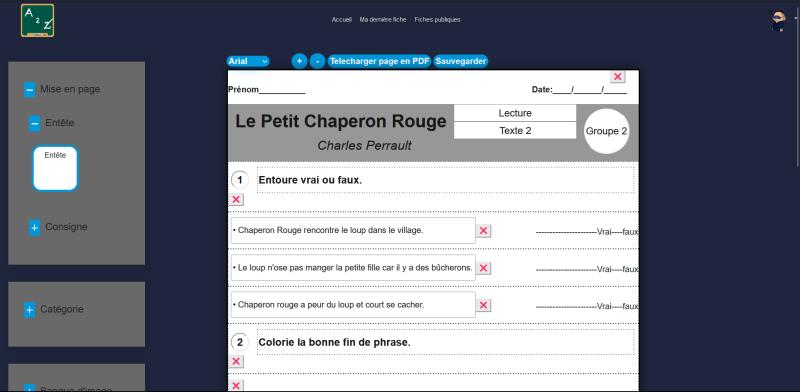 A
2
Z
Accueil Ma dernière fiche Fiches publiques
Arial + - Telecharger page en PDF Sauvegarder
Mise en page
Entête
Entête
Consigne
Catégorie
Banque d'image
Prénom__________ Date:____/______/_____
Le Petit Chaperon Rouge
Charles Perrault
Lecture
Texte 2
Groupe 2
1 Entoure vrai ou faux.
• Chaperon Rouge rencontre le loup dans le village. ----------------------Vrai----faux
• Le loup n'ose pas manger la petite fille car il y a des bûcherons. ----------------------Vrai----faux
• Chaperon rouge a peur du loup et court se cacher. ----------------------Vrai----faux
2 Colorie la bonne fin de phrase.